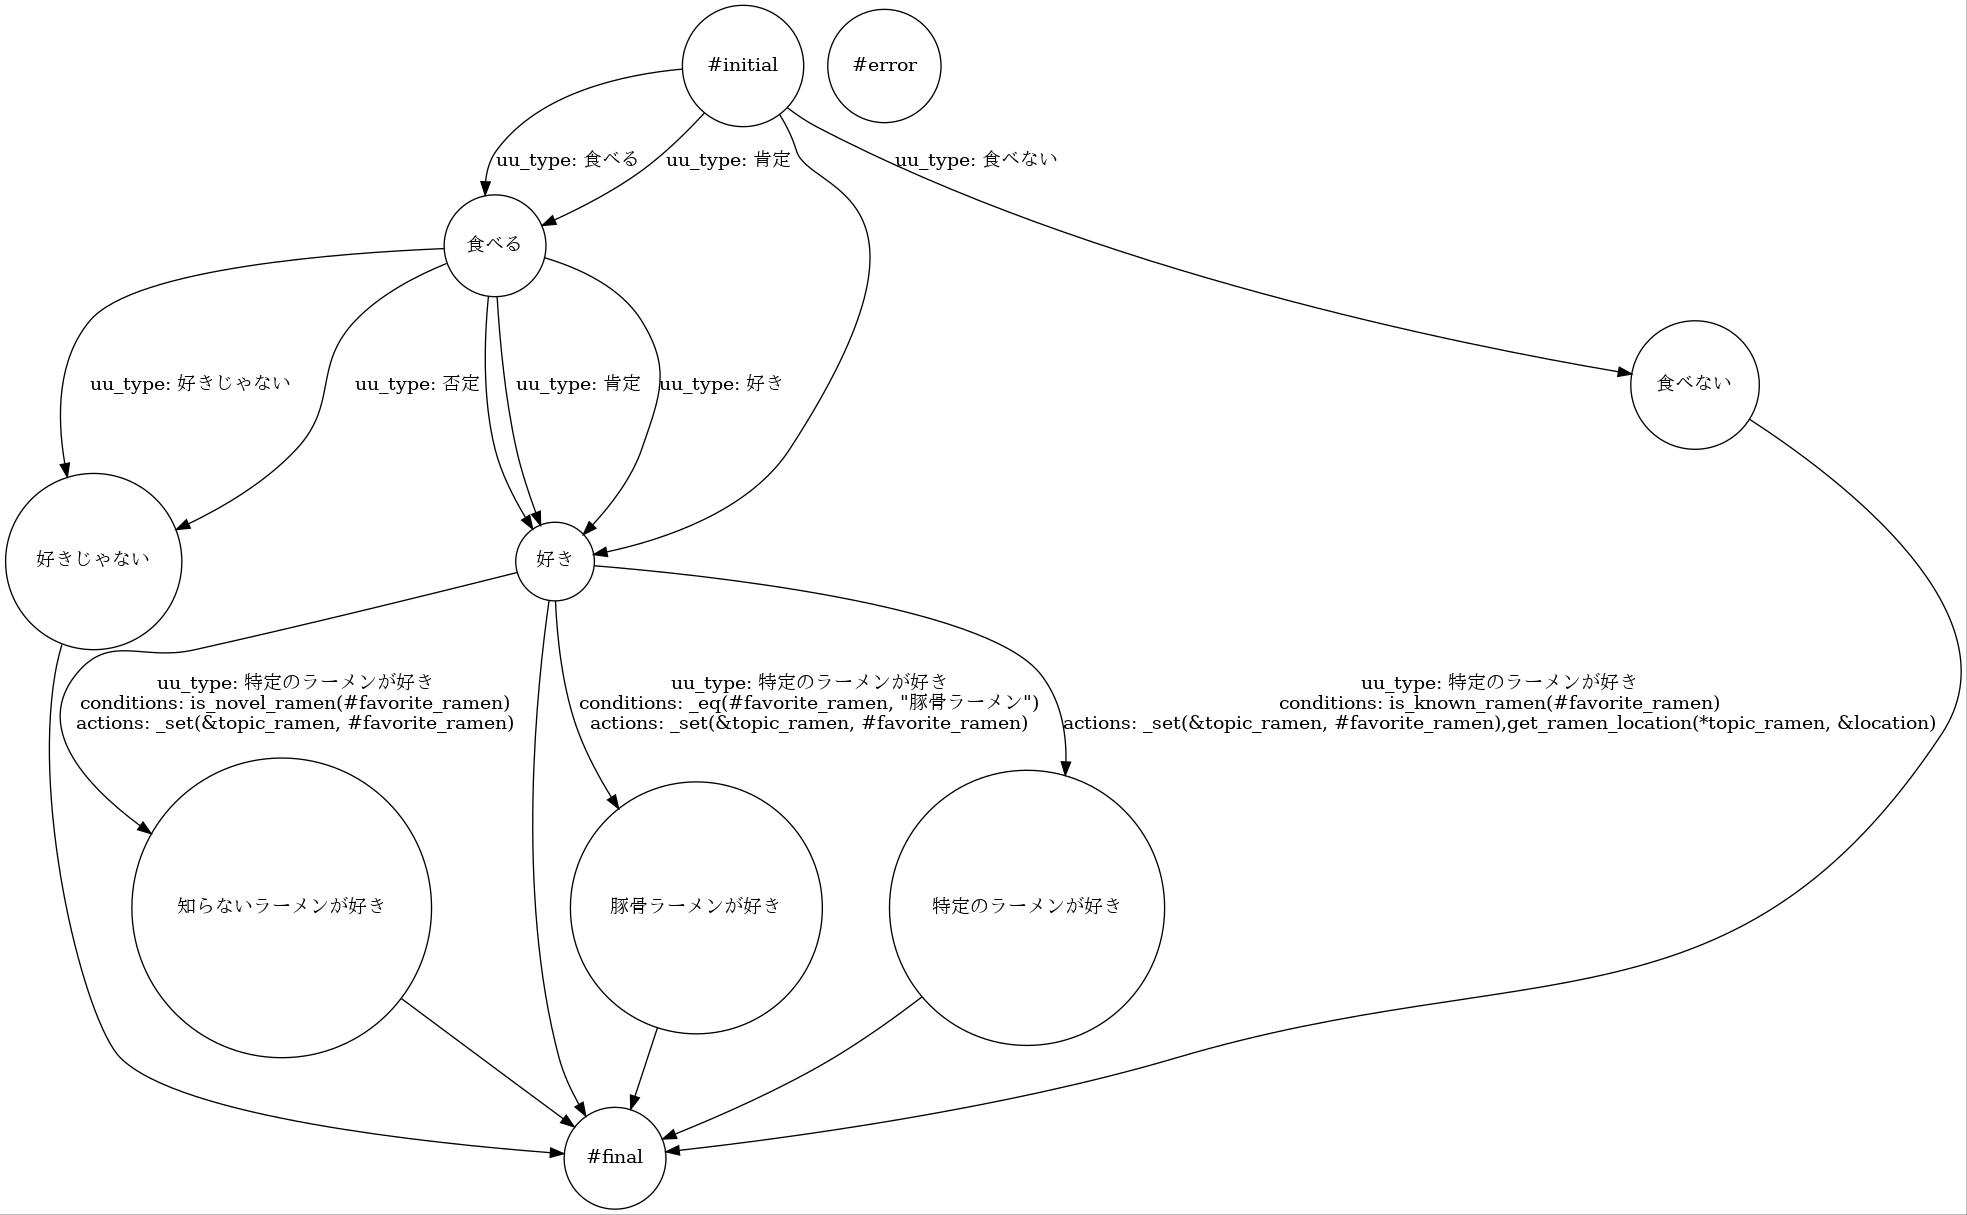 #initial
#error
uu_type: 食べる
uu_type: 肯定
uu_type: 食べない
食べる
uu_type: 好きじゃない
uu_type: 否定
uu_type: 肯定
uu_type: 好き
食べない
好きじゃない
好き
uu_type: 特定のラーメンが好き
conditions: is_novel_ramen(#favorite_ramen)
actions: _set(&topic_ramen, #favorite_ramen)
uu_type: 特定のラーメンが好き
conditions: _eq(#favorite_ramen, "豚骨ラーメン")
actions: _set(&topic_ramen, #favorite_ramen)
uu_type: 特定のラーメンが好き
conditions: is_known_ramen(#favorite_ramen)
actions: _set(&topic_ramen, #favorite_ramen),get_ramen_location(*topic_ramen, &location)
知らないラーメンが好き
豚骨ラーメンが好き
特定のラーメンが好き
#final